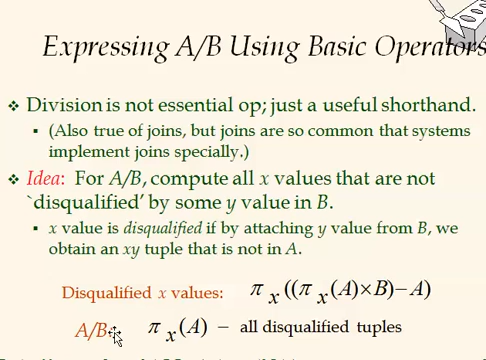 Expressing A/B Using Basic Operators
❖ Division is not essential op; just a useful shorthand.
▪ (Also true of joins, but joins are so common that systems
implement joins specially.)
❖ Idea: For A/B, compute all x values that are not
`disqualified' by some y value in B.
▪ x value is disqualified if by attaching y value from B, we
obtain an xy tuple that is not in A.
Disqualified x values: π x((π x(A)×B)−A)
A/B: π x(A) − all disqualified tuples